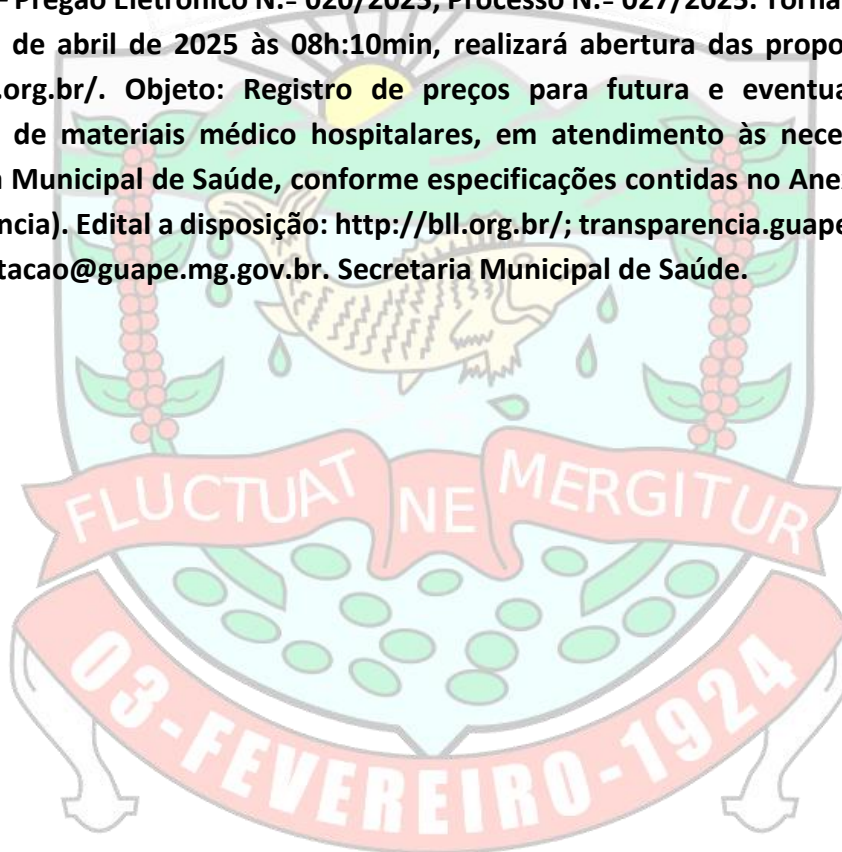 Pregão Eletrônico N.º 020/2025, Processo N.º 027/2025. Torna
de abril de 2025 às 08h:10min, realizará abertura das propo
.org.br/. Objeto: Registro de preços para futura e eventua
de materiais médico hospitalares, em atendimento às nece
Municipal de Saúde, conforme especificações contidas no Ane
ncia). Edital a disposição: http://bll.org.br/; transparencia.guape
tacao@guape.mg.gov.br. Secretaria Municipal de Saúde.
FLUCTUAT NE MERGITUR
03-FEVEREIRO-1924